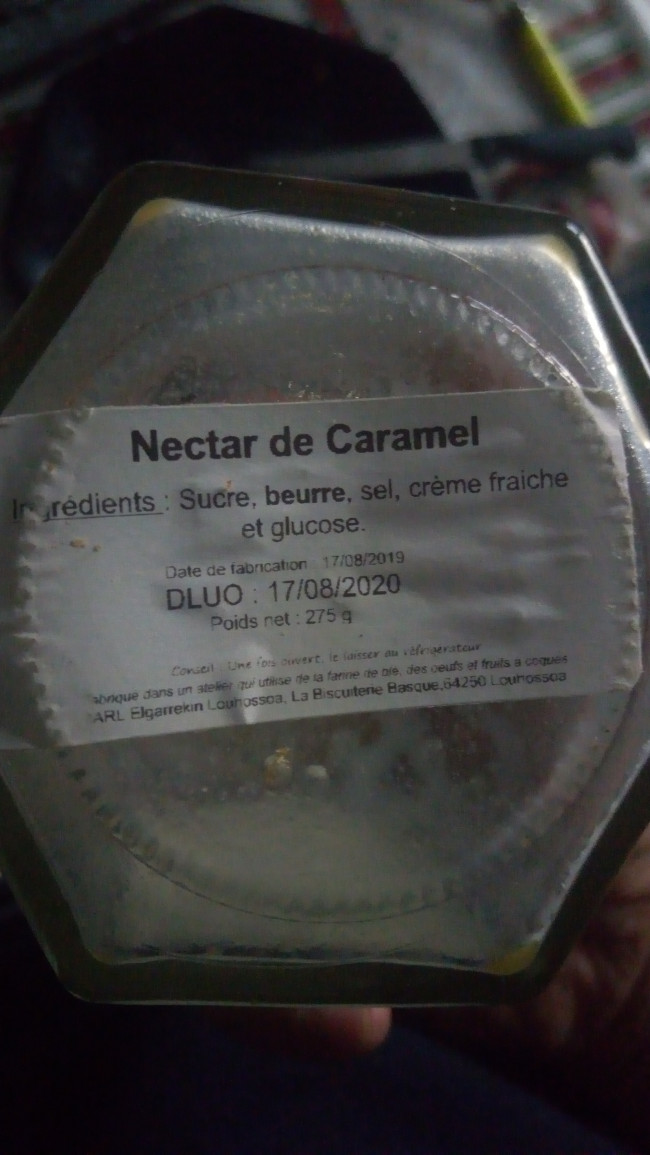 Nectar de Caramel
Ingrédients : Sucre, beurre, sel, crème fraiche
et glucose.
Date de fabrication : 17/08/2019
DLUO : 17/08/2020
Poids net : 275 g
Conseil : Une fois ouvert, le laisser au réfrigérateur
abriqué dans un atelier qui utilise de la farine de blé, des oeufs et fruits a coques
ARL Elgarrekin Louhossoa, La Biscuiterie Basque,64250 Louhossoa